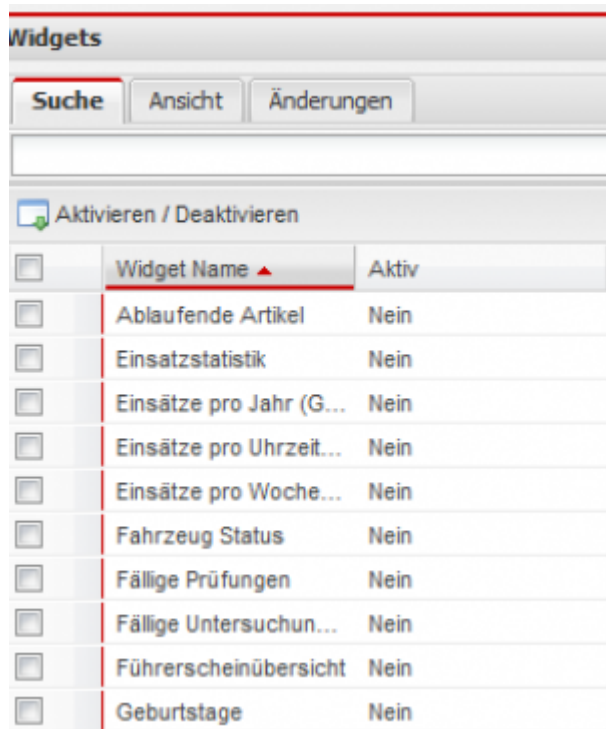 Widgets
Suche Ansicht Änderungen
Aktivieren / Deaktivieren
Widget Name Aktiv
Ablaufende Artikel Nein
Einsatzstatistik Nein
Einsätze pro Jahr (G... Nein
Einsätze pro Uhrzeit... Nein
Einsätze pro Woche... Nein
Fahrzeug Status Nein
Fällige Prüfungen Nein
Fällige Untersuchun... Nein
Führerscheinübersicht Nein
Geburtstage Nein